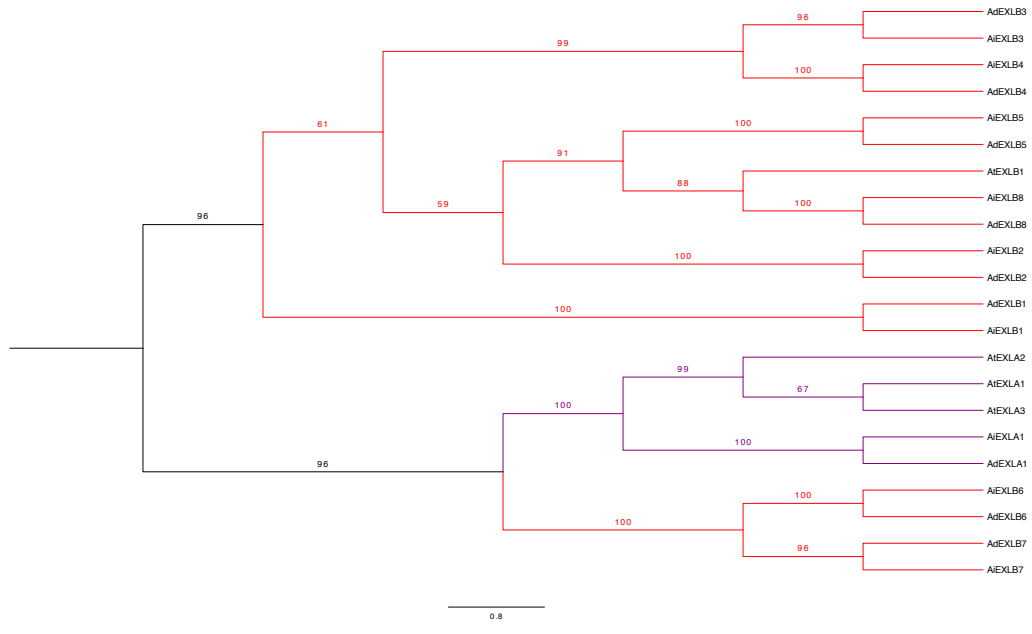 AdEXLB3
96
AiEXLB3
99
AiEXLB4
100
AdEXLB4
61
AiEXLB5
100
AdEXLB5
91
AtEXLB1
88
AiEXLB8
100
59
AdEXLB8
96
AiEXLB2
100
AdEXLB2
AdEXLB1
100
AiEXLB1
AtEXLA2
99
AtEXLA1
67
100
AtEXLA3
AiEXLA1
100
96
AdEXLA1
AiEXLB6
100
AdEXLB6
100
AdEXLB7
96
AiEXLB7
0.8